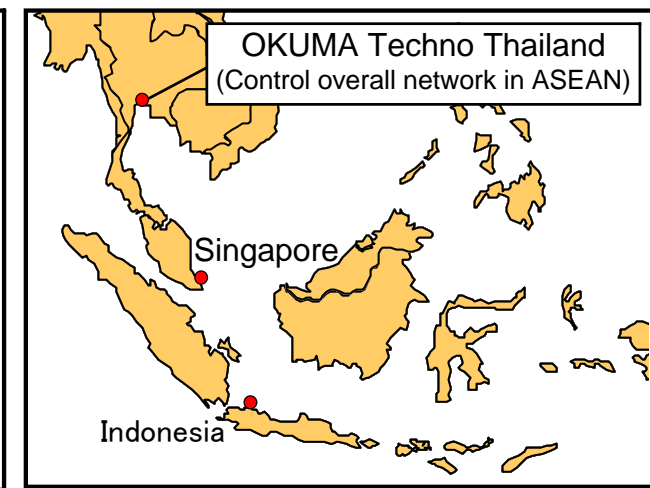 OKUMA Techno Thailand
(Control overall network in ASEAN)
Singapore
Indonesia